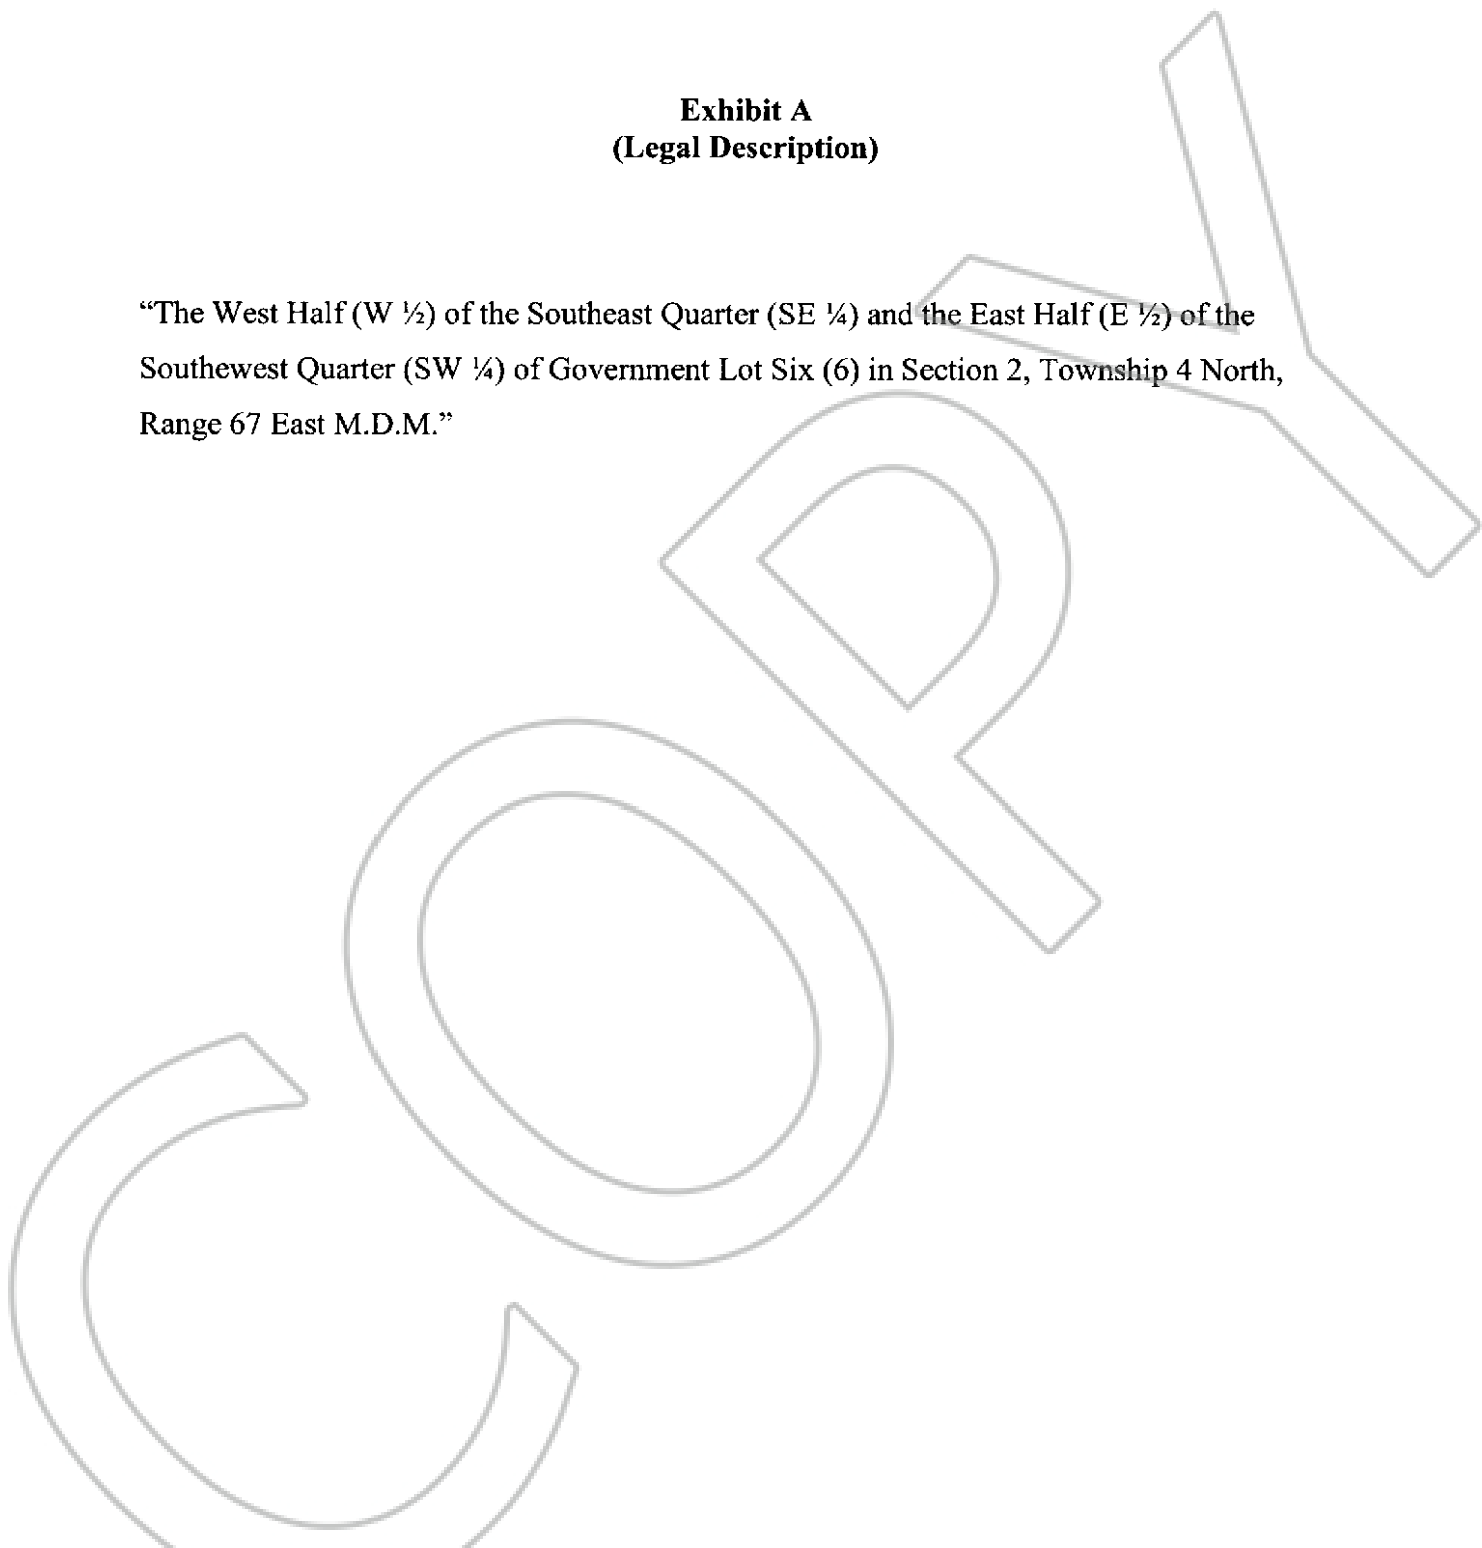 Exhibit A
(Legal Description)
“The West Half (W ½) of the Southeast Quarter (SE ¼) and the East Half (E ½) of the
Southewest Quarter (SW ¼) of Government Lot Six (6) in Section 2, Township 4 North,
Range 67 East M.D.M.”
COPY